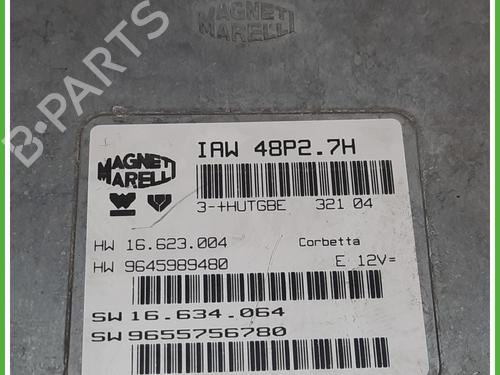 MAGNETI
MARELLI
B-PARTS
MAGNETI
MARELLI
IAW 48P2.7H
3-+HUTGBE 321 04
HW 16.623.004 Corbetta
HW 9645989480 E 12V=
SW 16.634.064
SW 9655756780